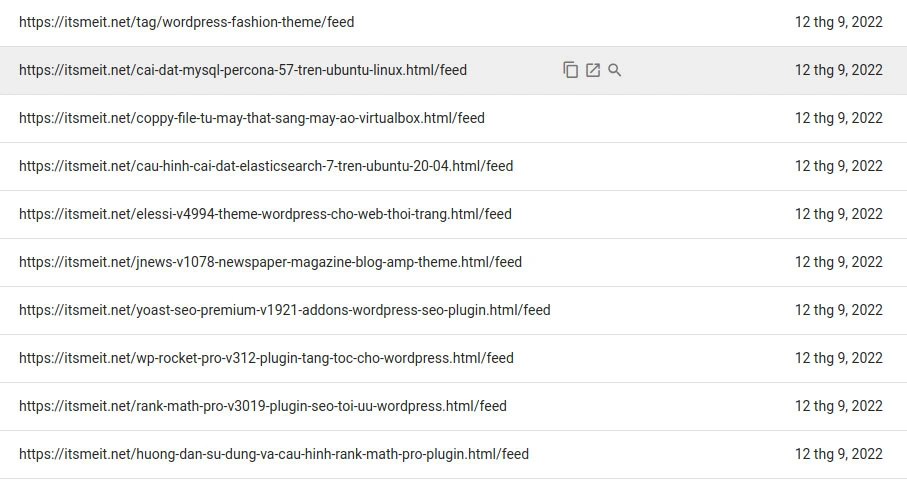 https://itsmeit.net/tag/wordpress-fashion-theme/feed 12 thg 9, 2022
https://itsmeit.net/cai-dat-mysql-percona-57-tren-ubuntu-linux.html/feed 12 thg 9, 2022
https://itsmeit.net/coppy-file-tu-may-that-sang-may-ao-virtualbox.html/feed 12 thg 9, 2022
https://itsmeit.net/cau-hinh-cai-dat-elasticsearch-7-tren-ubuntu-20-04.html/feed 12 thg 9, 2022
https://itsmeit.net/elessi-v4994-theme-wordpress-cho-web-thoi-trang.html/feed 12 thg 9, 2022
https://itsmeit.net/jnews-v1078-newspaper-magazine-blog-amp-theme.html/feed 12 thg 9, 2022
https://itsmeit.net/yoast-seo-premium-v1921-addons-wordpress-seo-plugin.html/feed 12 thg 9, 2022
https://itsmeit.net/wp-rocket-pro-v312-plugin-tang-toc-cho-wordpress.html/feed 12 thg 9, 2022
https://itsmeit.net/rank-math-pro-v3019-plugin-seo-toi-uu-wordpress.html/feed 12 thg 9, 2022
https://itsmeit.net/huong-dan-su-dung-va-cau-hinh-rank-math-pro-plugin.html/feed 12 thg 9, 2022